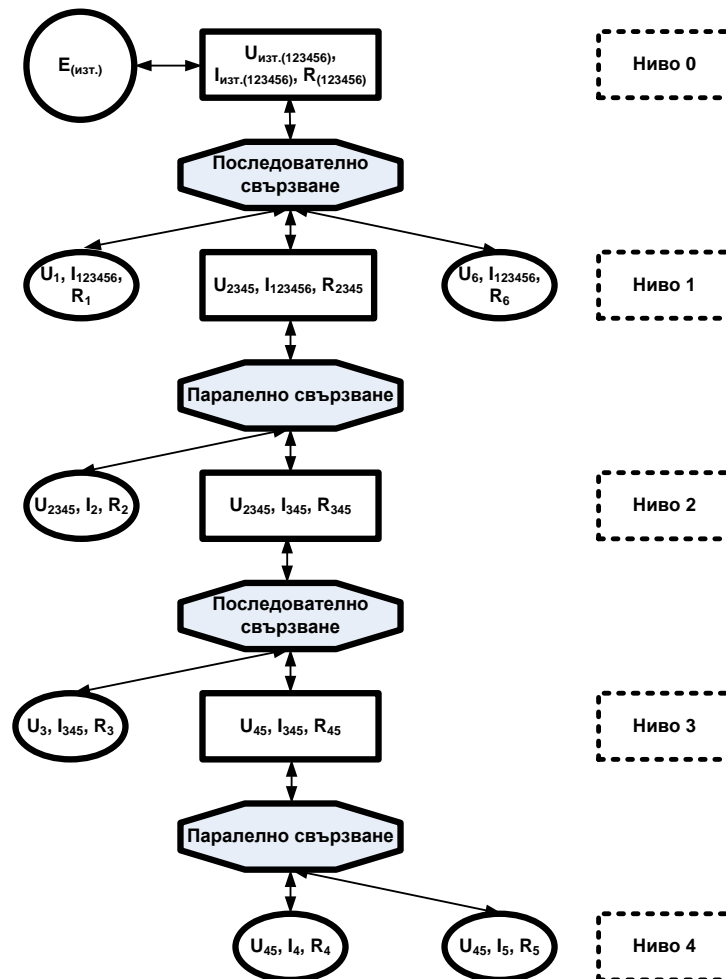 E(изт.)
Uизт.(123456),
Iизт.(123456), R(123456)
Ниво 0
Последователно
свързване
U1, I123456,
R1
U2345, I123456, R2345
U6, I123456,
R6
Ниво 1
Паралелно свързване
U2345, I2, R2
U2345, I345, R345
Ниво 2
Последователно
свързване
U3, I345, R3
U45, I345, R45
Ниво 3
Паралелно свързване
U45, I4, R4
U45, I5, R5
Ниво 4